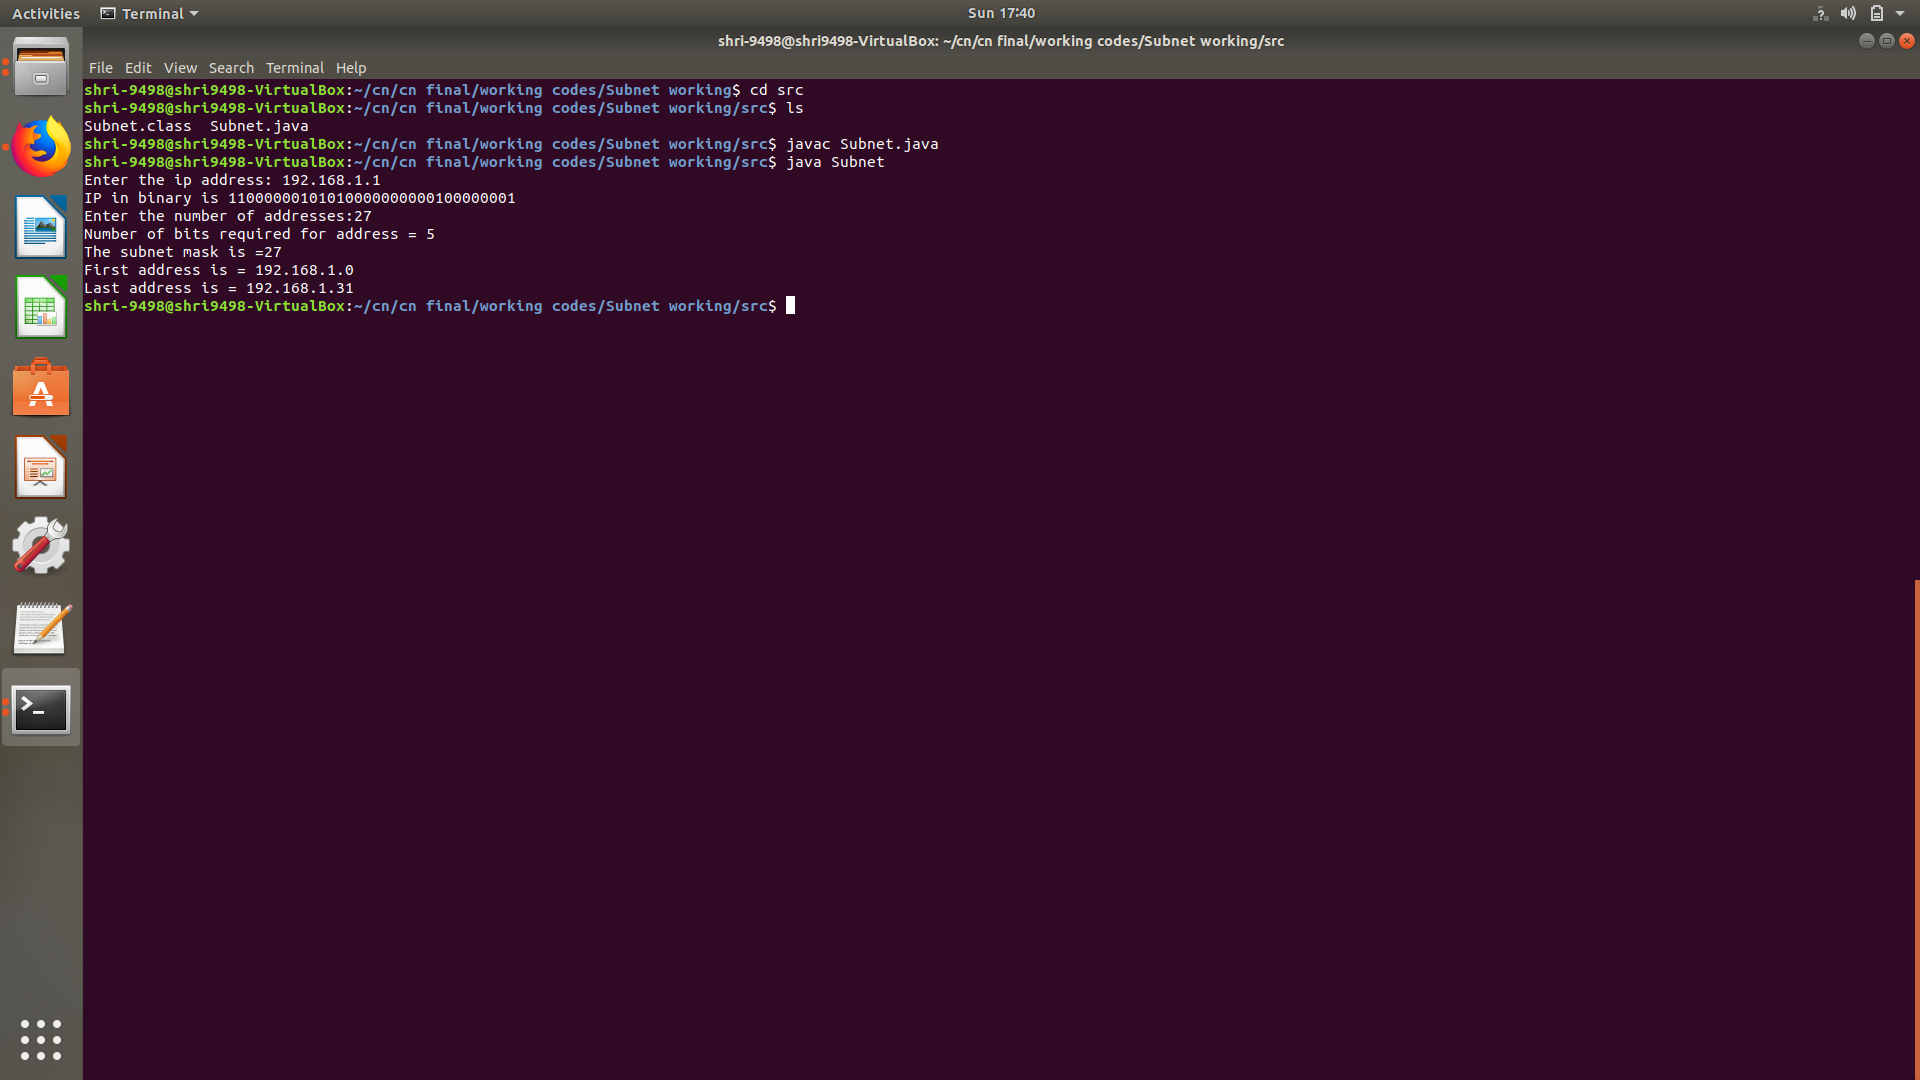 Activities Terminal Sun 17:40
shri-9498@shri9498-VirtualBox: ~/cn/cn final/working codes/Subnet working/src
File Edit View Search Terminal Help
shri-9498@shri9498-VirtualBox:~/cn/cn final/working codes/Subnet working$ cd src
shri-9498@shri9498-VirtualBox:~/cn/cn final/working codes/Subnet working/src$ ls
Subnet.class  Subnet.java
shri-9498@shri9498-VirtualBox:~/cn/cn final/working codes/Subnet working/src$ javac Subnet.java
shri-9498@shri9498-VirtualBox:~/cn/cn final/working codes/Subnet working/src$ java Subnet
Enter the ip address: 192.168.1.1
IP in binary is 11000000101010000000000100000001
Enter the number of addresses:27
Number of bits required for address = 5
The subnet mask is =27
First address is = 192.168.1.0
Last address is = 192.168.1.31
shri-9498@shri9498-VirtualBox:~/cn/cn final/working codes/Subnet working/src$